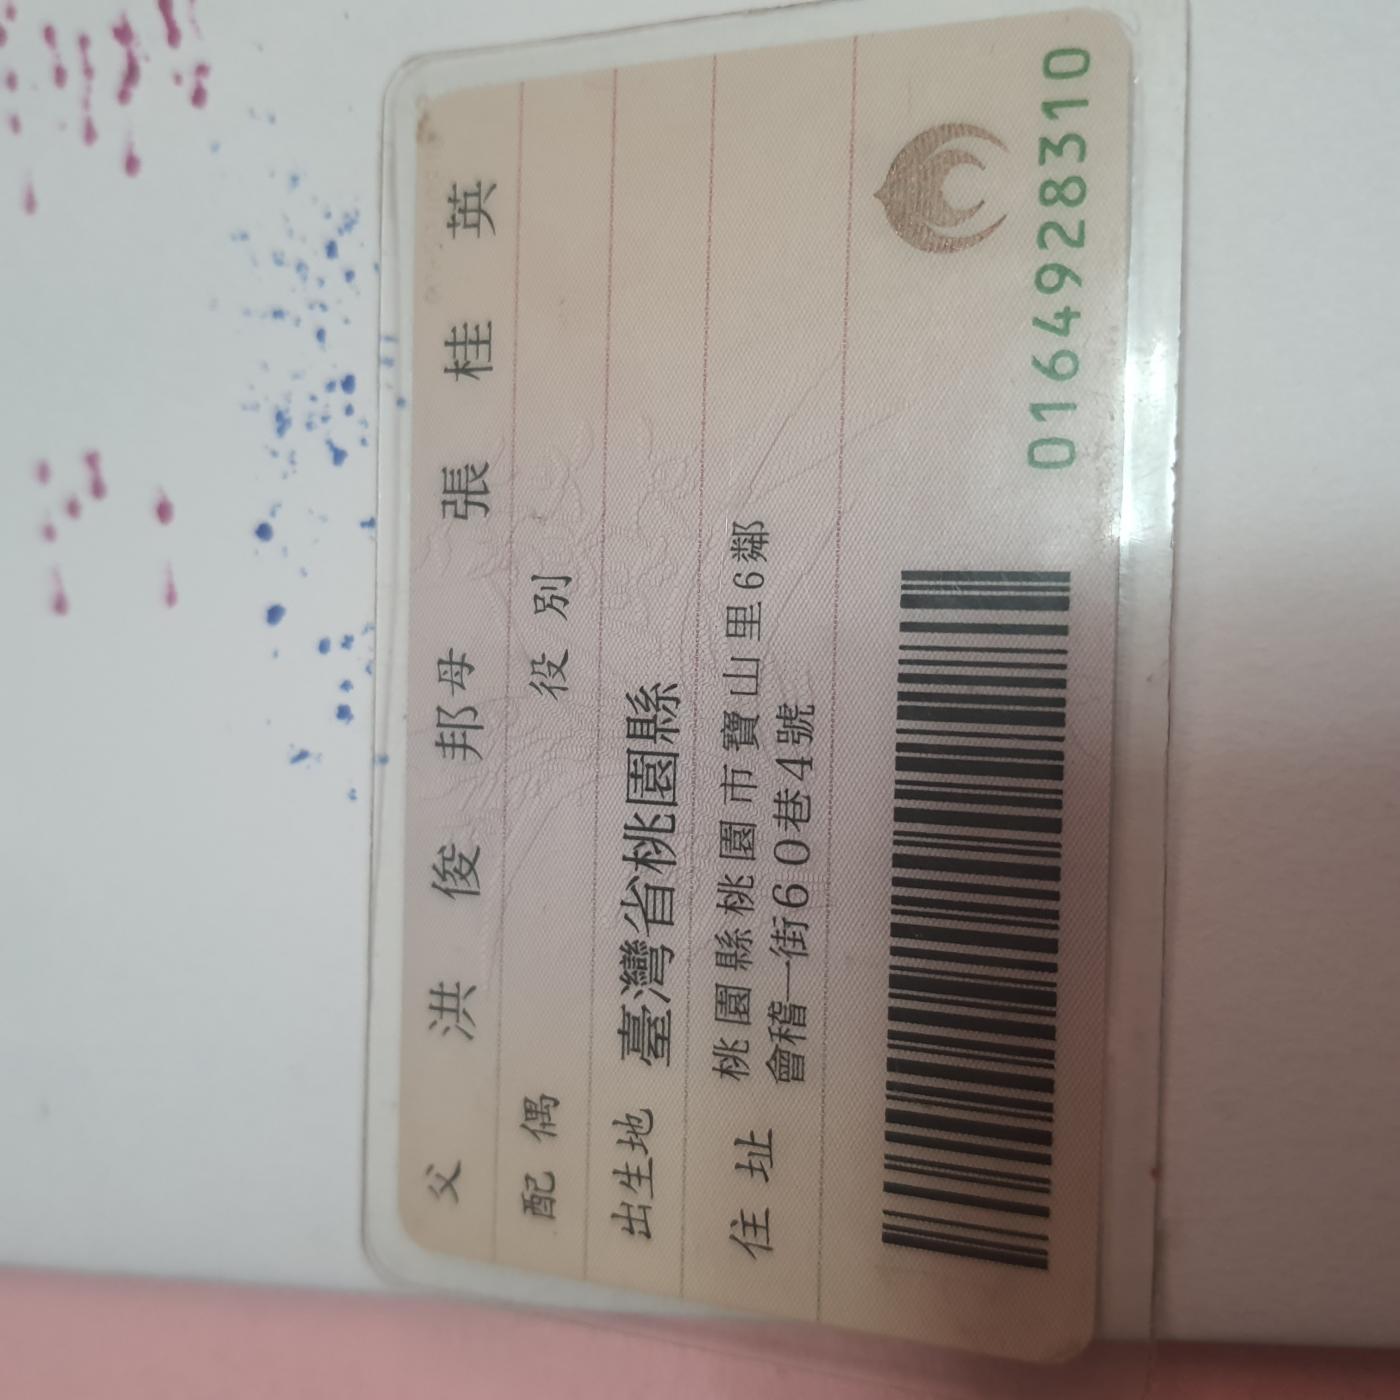 父 洪 俊 邦 母 張 桂 英
配偶 役別
出生地 臺灣省桃園縣
住址 桃園縣桃園市寶山里6鄰
會稽一街60巷4號
0164928310